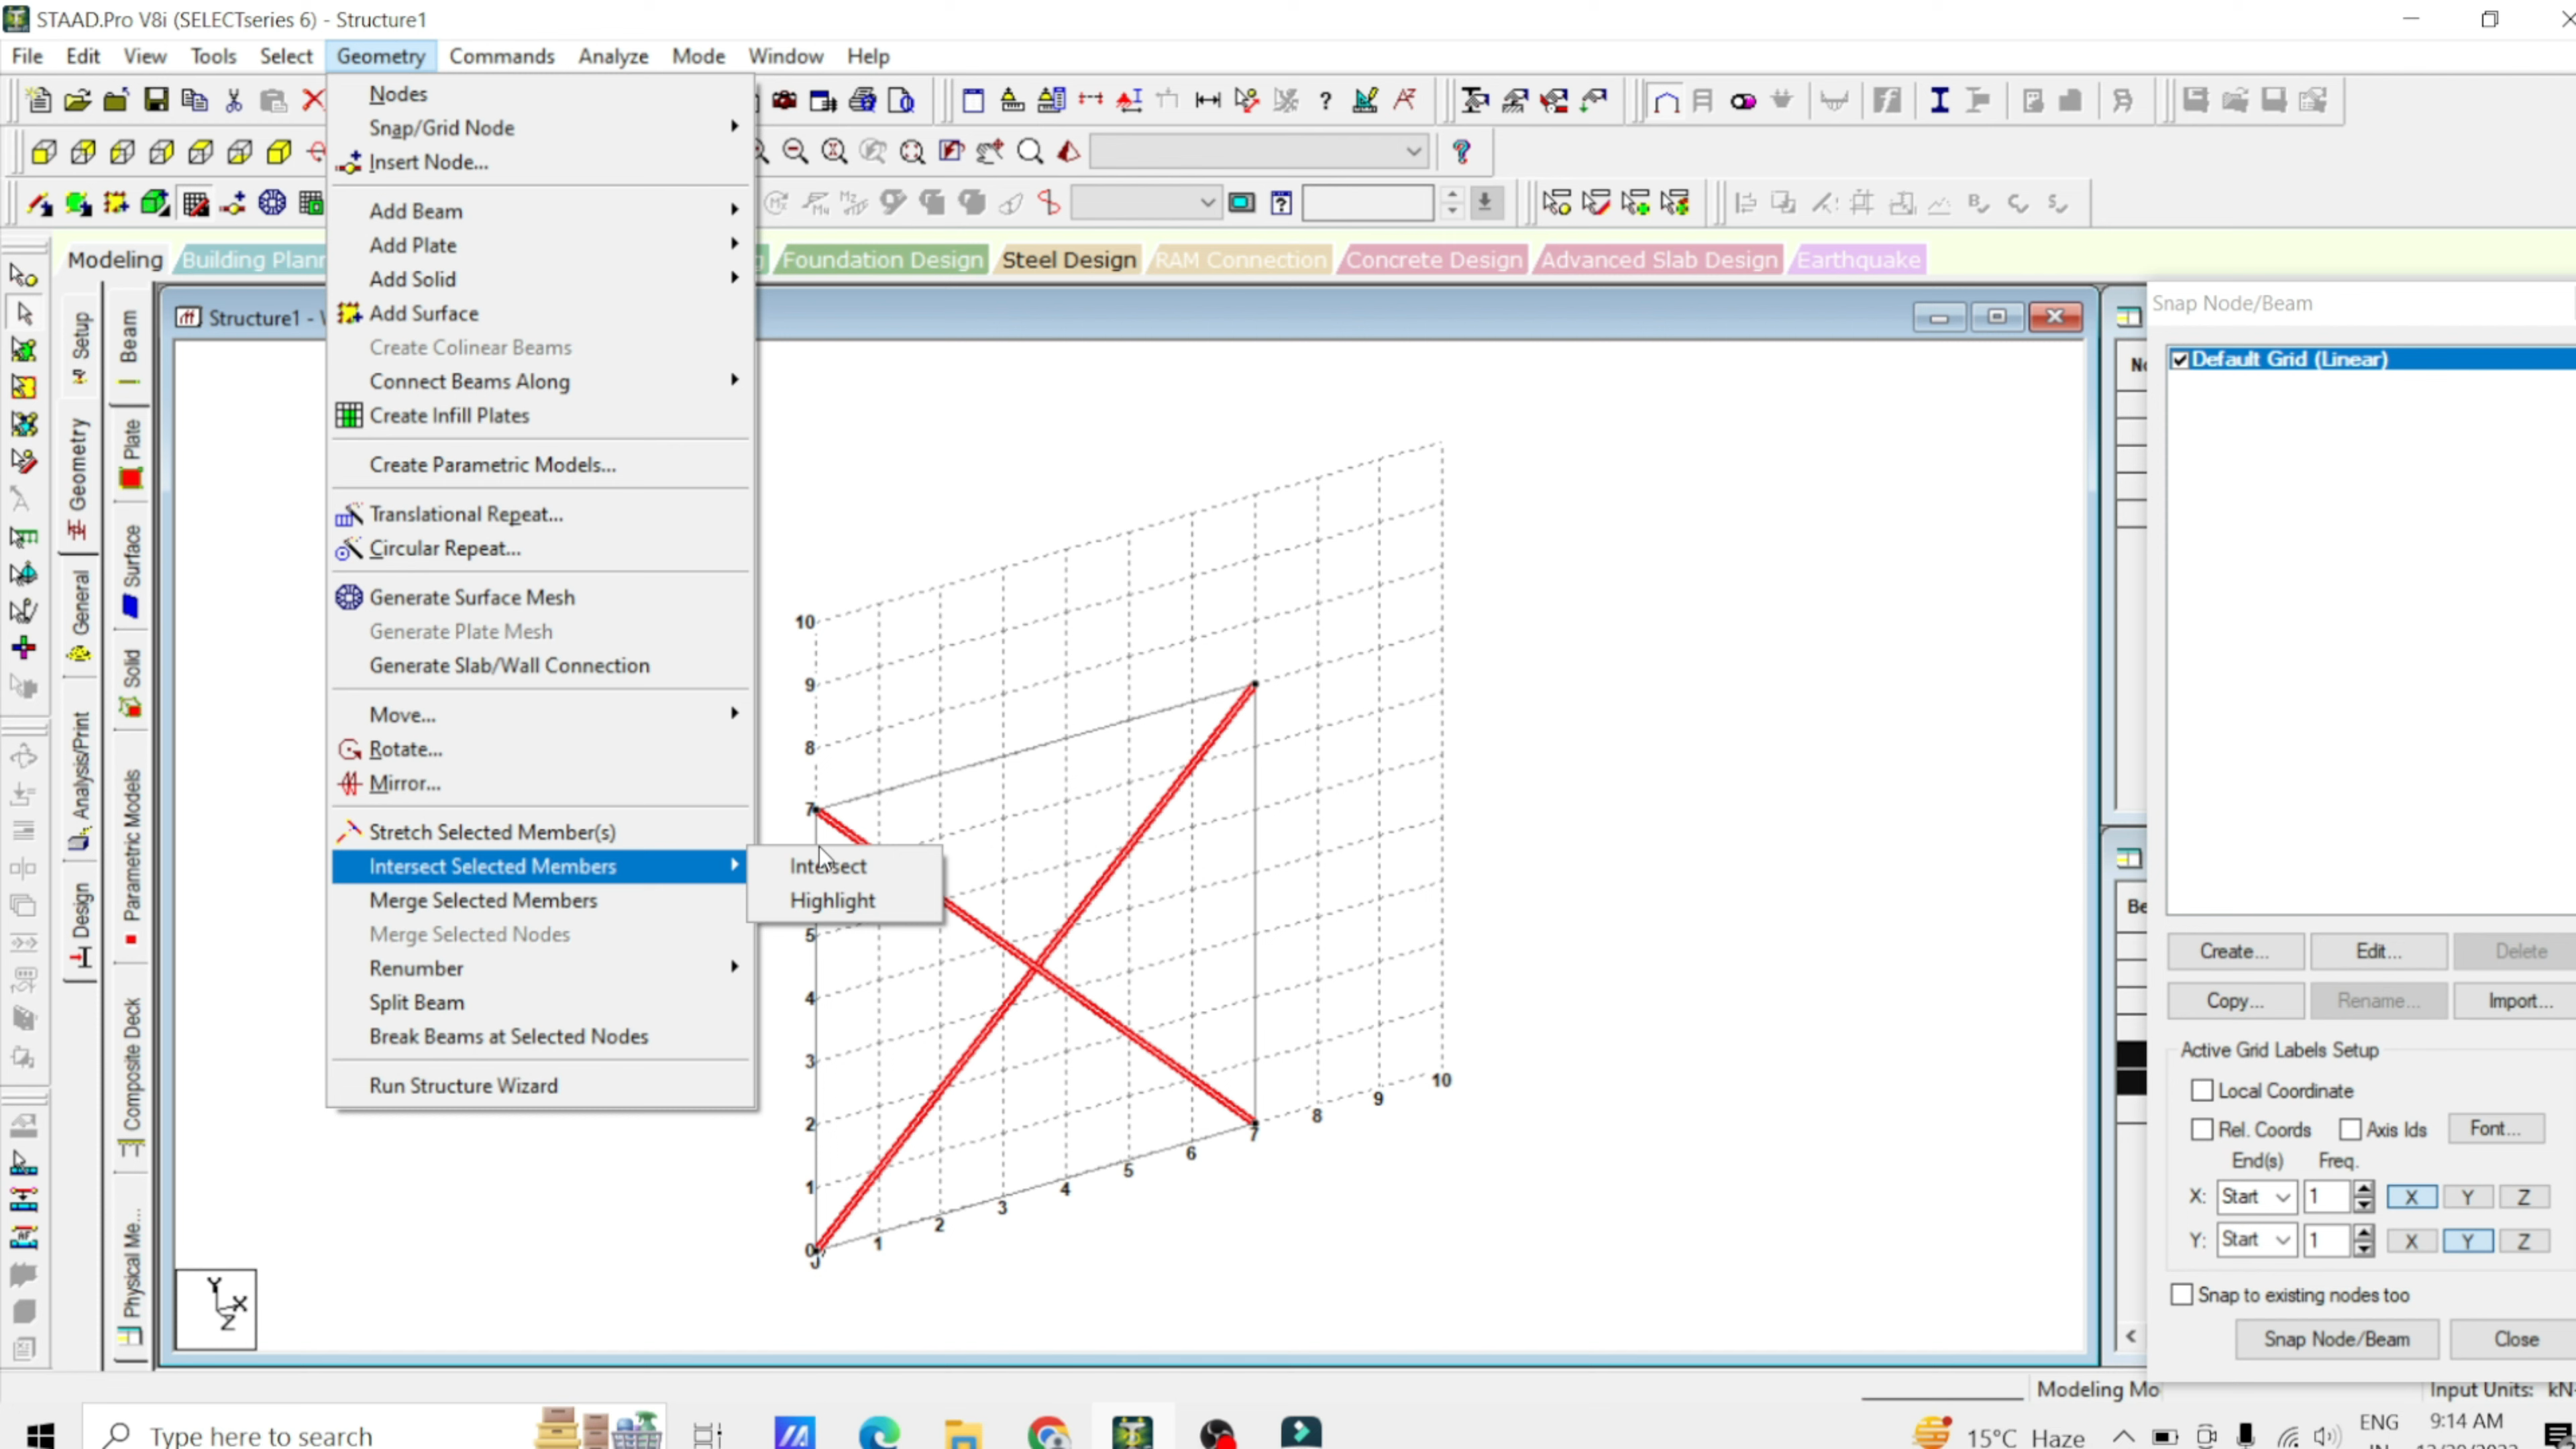 STAAD.Pro V8i (SELECTseries 6) - Structure1
File Edit View Tools Select Geometry Commands Analyze Mode Window Help
Nodes
Snap/Grid Node
Insert Node...
Add Beam
Add Plate
Add Solid
Add Surface
Create Colinear Beams
Connect Beams Along
Create Infill Plates
Create Parametric Models...
Translational Repeat...
Circular Repeat...
Generate Surface Mesh
Generate Plate Mesh
Generate Slab/Wall Connection
Move...
Rotate...
Mirror...
Stretch Selected Member(s)
Intersect Selected Members
Merge Selected Members
Merge Selected Nodes
Renumber
Split Beam
Break Beams at Selected Nodes
Run Structure Wizard
Intersect
Highlight
Modeling Building Foundation Design Steel Design RAM Connection Concrete Design Advanced Slab Design Earthquake
Setup
Geometry
General
Analysis/Print
Design
Beam
Plate
Surface
Solid
Parametric Models
Composite Deck
Physical Me...
Structure1 -
10
9
8
7
5
4
3
2
1
0
1
2
3
4
5
6
7
8
9
10
Y
X
Z
Snap Node/Beam
Default Grid (Linear)
Create... Edit... Delete
Copy... Rename... Import...
Active Grid Labels Setup
Local Coordinate
Rel. Coords Axis Ids Font...
End(s) Freq.
X: Start 1 X Y Z
Y: Start 1 X Y Z
Snap to existing nodes too
Snap Node/Beam Close
Modeling Mo Input Units: kN-
Type here to search
15°C Haze ENG 9:14 AM